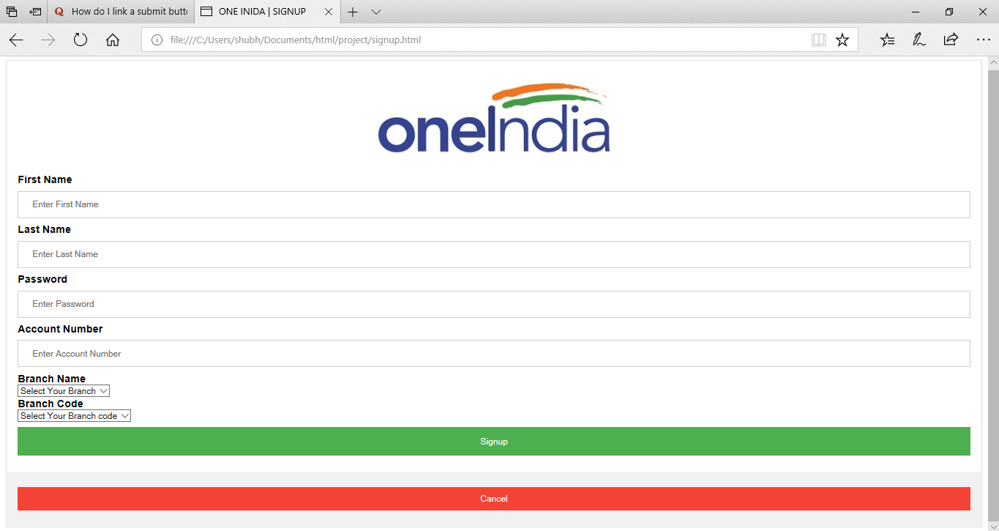 How do I link a submit butt
ONE INIDA | SIGNUP
file:///C:/Users/shubh/Documents/html/project/signup.html
oneIndia
First Name
Enter First Name
Last Name
Enter Last Name
Password
Enter Password
Account Number
Enter Account Number
Branch Name
Select Your Branch
Branch Code
Select Your Branch code
Signup
Cancel